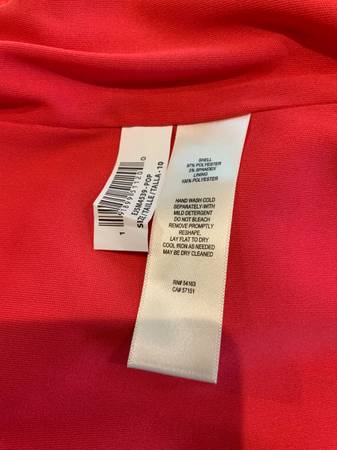 EJ5M4539-POP
SIZE/TAILLE/TALLA-10
SHELL
97% POLYESTER
3% SPANDEX
LINING
100% POLYESTER
HAND WASH COLD
SEPARATELY-WITH
MILD DETERGENT
DO NOT BLEACH
REMOVE PROMPTLY
RESHAPE,
LAY FLAT TO DRY
COOL IRON AS NEEDED
MAY BE DRY CLEANED
RN# 54163
CA# 57151